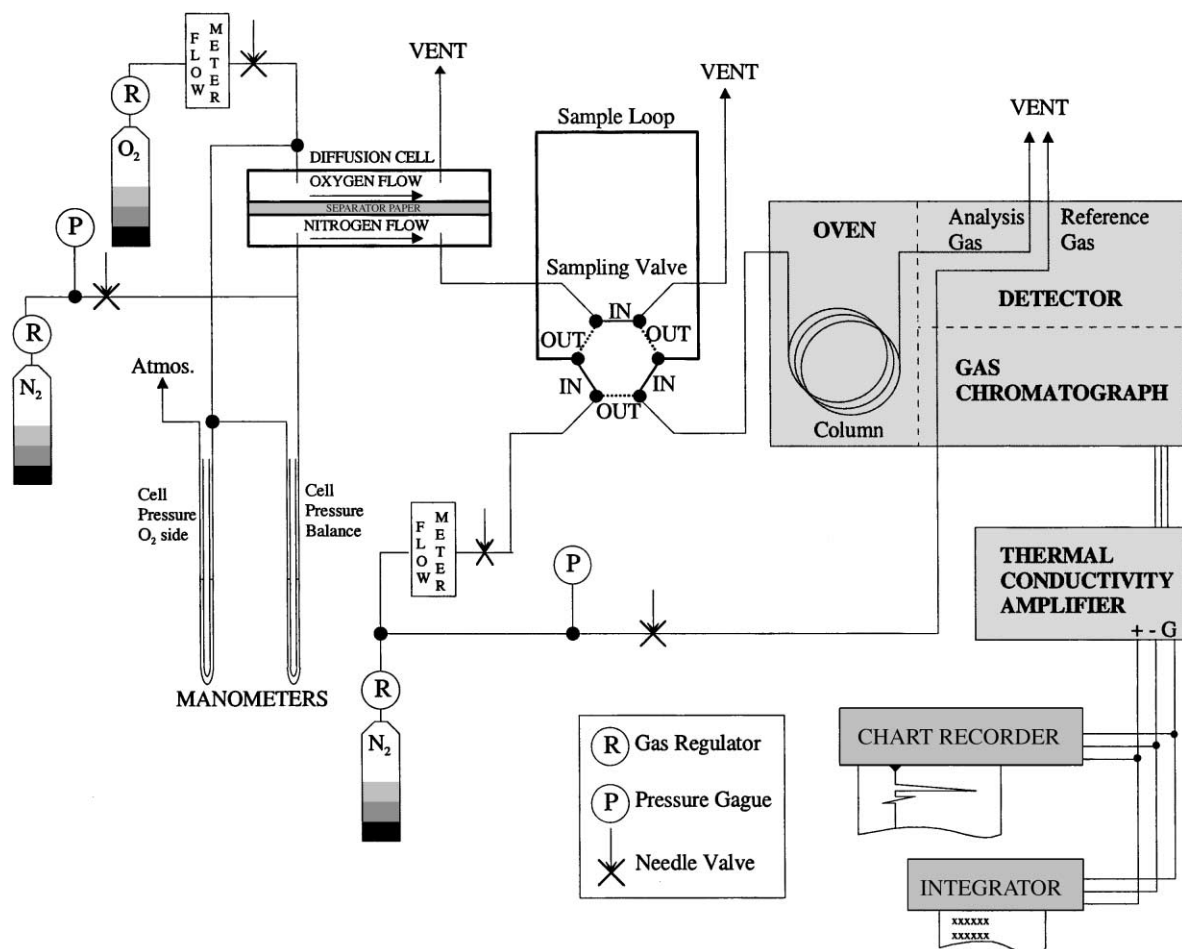 FLOW
METER
VENT
R
O₂
VENT
Sample Loop
VENT
DIFFUSION CELL
OXYGEN FLOW
SEPARATOR PAPER
NITROGEN FLOW
P
R
N₂
OVEN
Analysis
Gas
Reference
Gas
Sampling Valve
IN
OUT
OUT
IN
IN
OUT
DETECTOR
GAS
CHROMATOGRAPH
Column
Atmos.
Cell
Pressure
O₂ side
Cell
Pressure
Balance
MANOMETERS
FLOW
METER
P
R
N₂
THERMAL
CONDUCTIVITY
AMPLIFIER
+ - G
R Gas Regulator
P Pressure Gague
Needle Valve
CHART RECORDER
INTEGRATOR
xxxxxx
xxxxxx